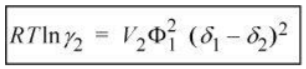 RT ln γ₂ = V₂Φ₁² (δ₁ – δ₂)²